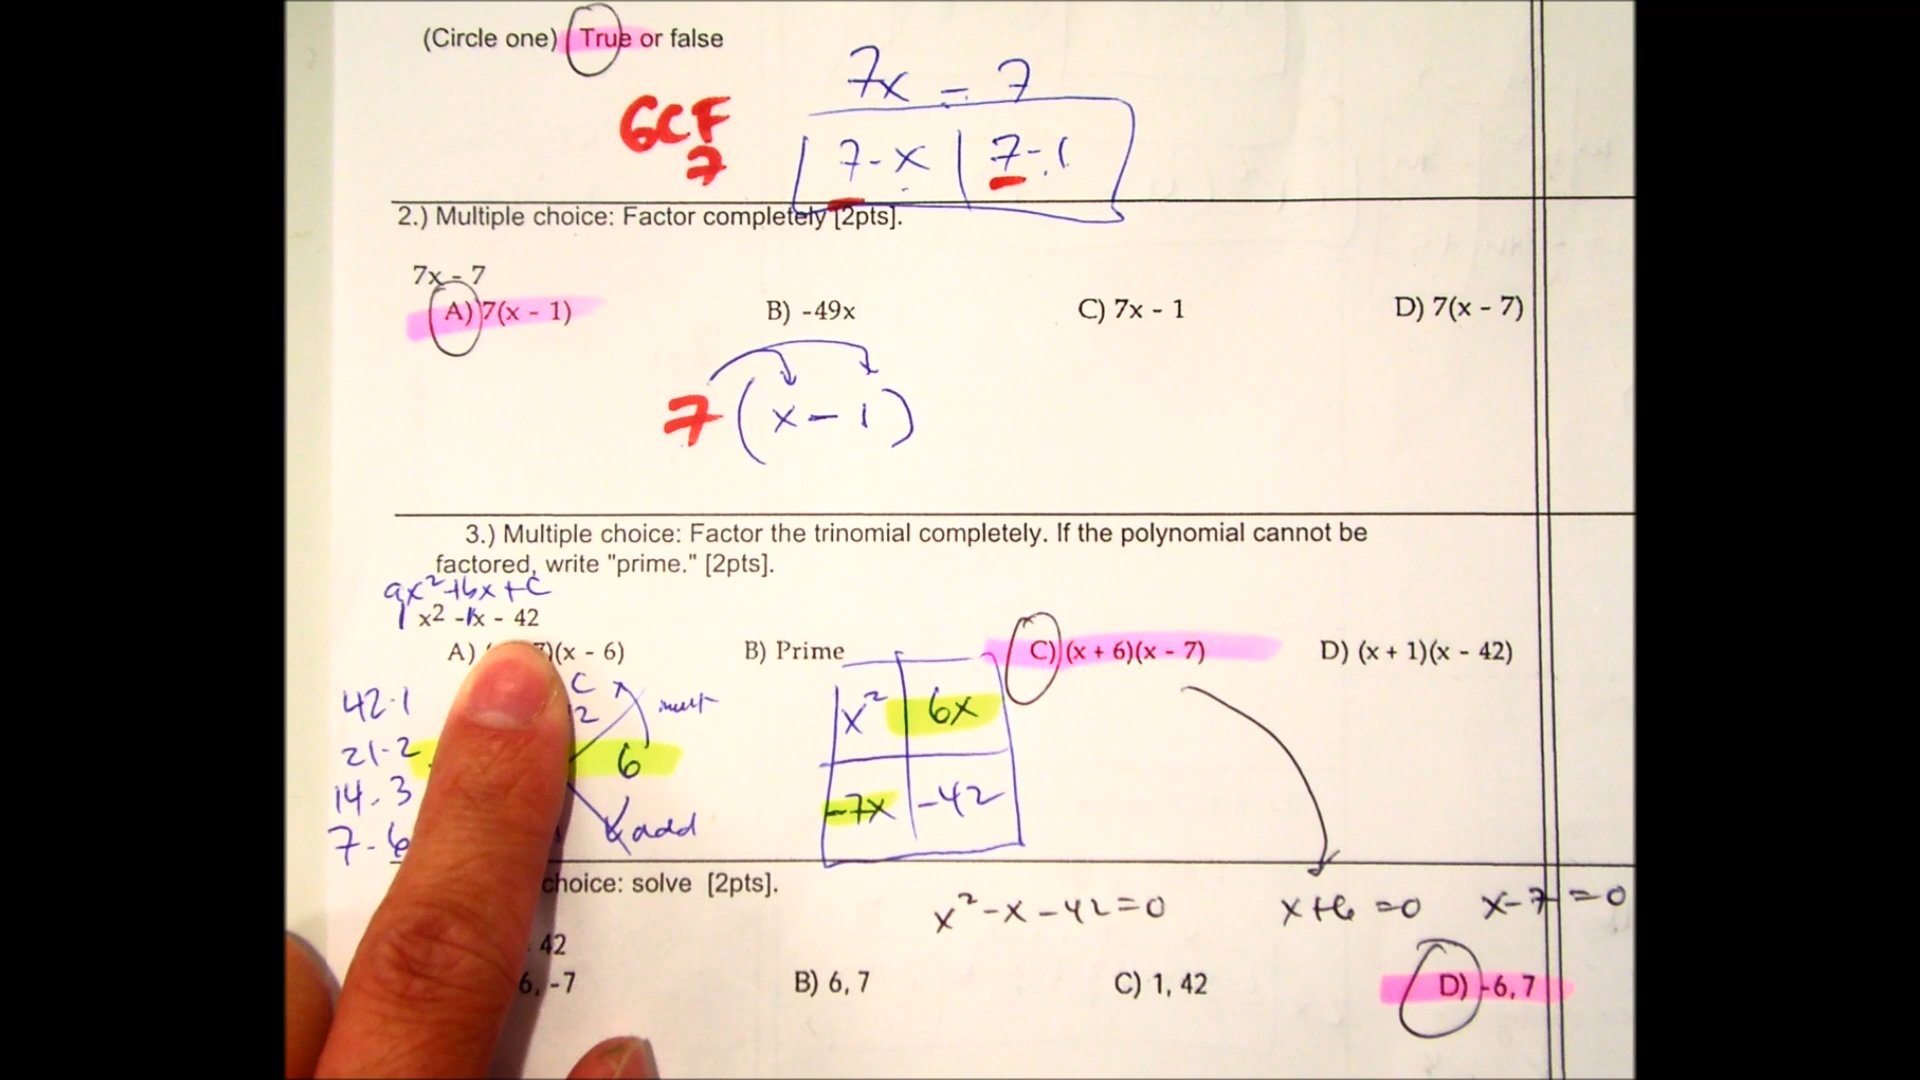 (Circle one) True or false
7x - 7
GCF
7
7 · x | 7 · 1
2.) Multiple choice: Factor completely [2pts].
7x - 7
A) 7(x - 1) B) -49x C) 7x - 1 D) 7(x - 7)
7 (x - 1)
3.) Multiple choice: Factor the trinomial completely. If the polynomial cannot be
factored, write "prime." [2pts].
ax² + bx + c
1 x² - 1x - 42
A) )(x - 6) B) Prime C) (x + 6)(x - 7) D) (x + 1)(x - 42)
42·1
21·2
14·3
7·6
C
2
mult
6
add
x² 6x
-7x -42
choice: solve [2pts].
x² - x - 42 = 0 x + 6 = 0 x - 7 = 0
42
6, -7 B) 6, 7 C) 1, 42 D) -6, 7